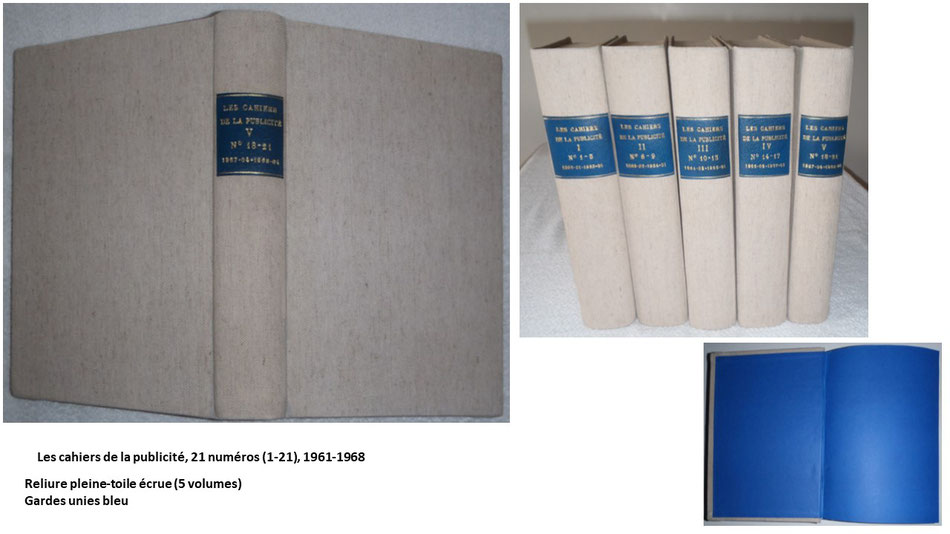 LES CAHIERS
DE LA PUBLICITÉ
V
Nº 18-21
LES CAHIERS
DE LA PUBLICITÉ
I
Nº 1-5
LES CAHIERS
DE LA PUBLICITÉ
II
Nº 6-9
LES CAHIERS
DE LA PUBLICITÉ
III
Nº 10-13
LES CAHIERS
DE LA PUBLICITÉ
IV
Nº 14-17
LES CAHIERS
DE LA PUBLICITÉ
V
Nº 18-21
Les cahiers de la publicité, 21 numéros (1-21), 1961-1968
Reliure pleine-toile écrue (5 volumes)
Gardes unies bleu